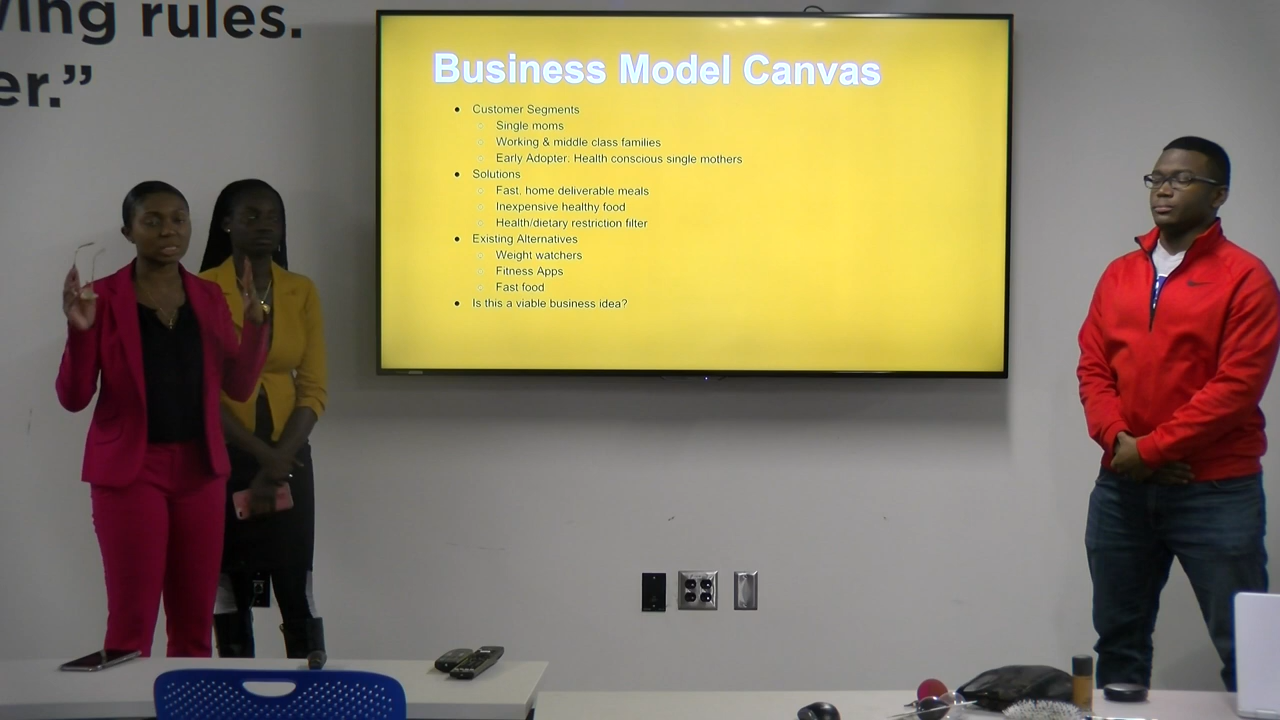 ving rules.
er.”
Business Model Canvas
Customer Segments
Single moms
Working & middle class families
Early Adopter: Health conscious single mothers
Solutions
Fast, home deliverable meals
Inexpensive healthy food
Health/dietary restriction filter
Existing Alternatives
Weight watchers
Fitness Apps
Fast food
Is this a viable business idea?